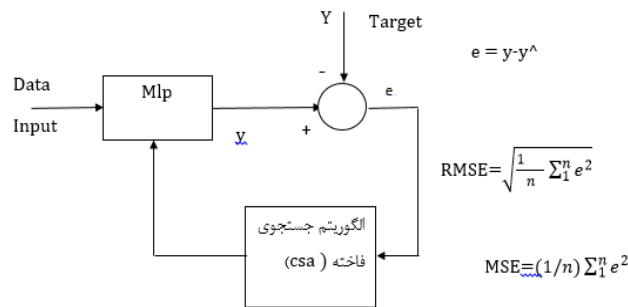 Y
Target
e = y-y^
-
Data
Mlp
e
Input
+
y
RMSE=√(1/n ∑₁ⁿ e²)
الگوریتم جستجوی
فاخته ( csa)
MSE=(1/n) ∑₁ⁿ e²